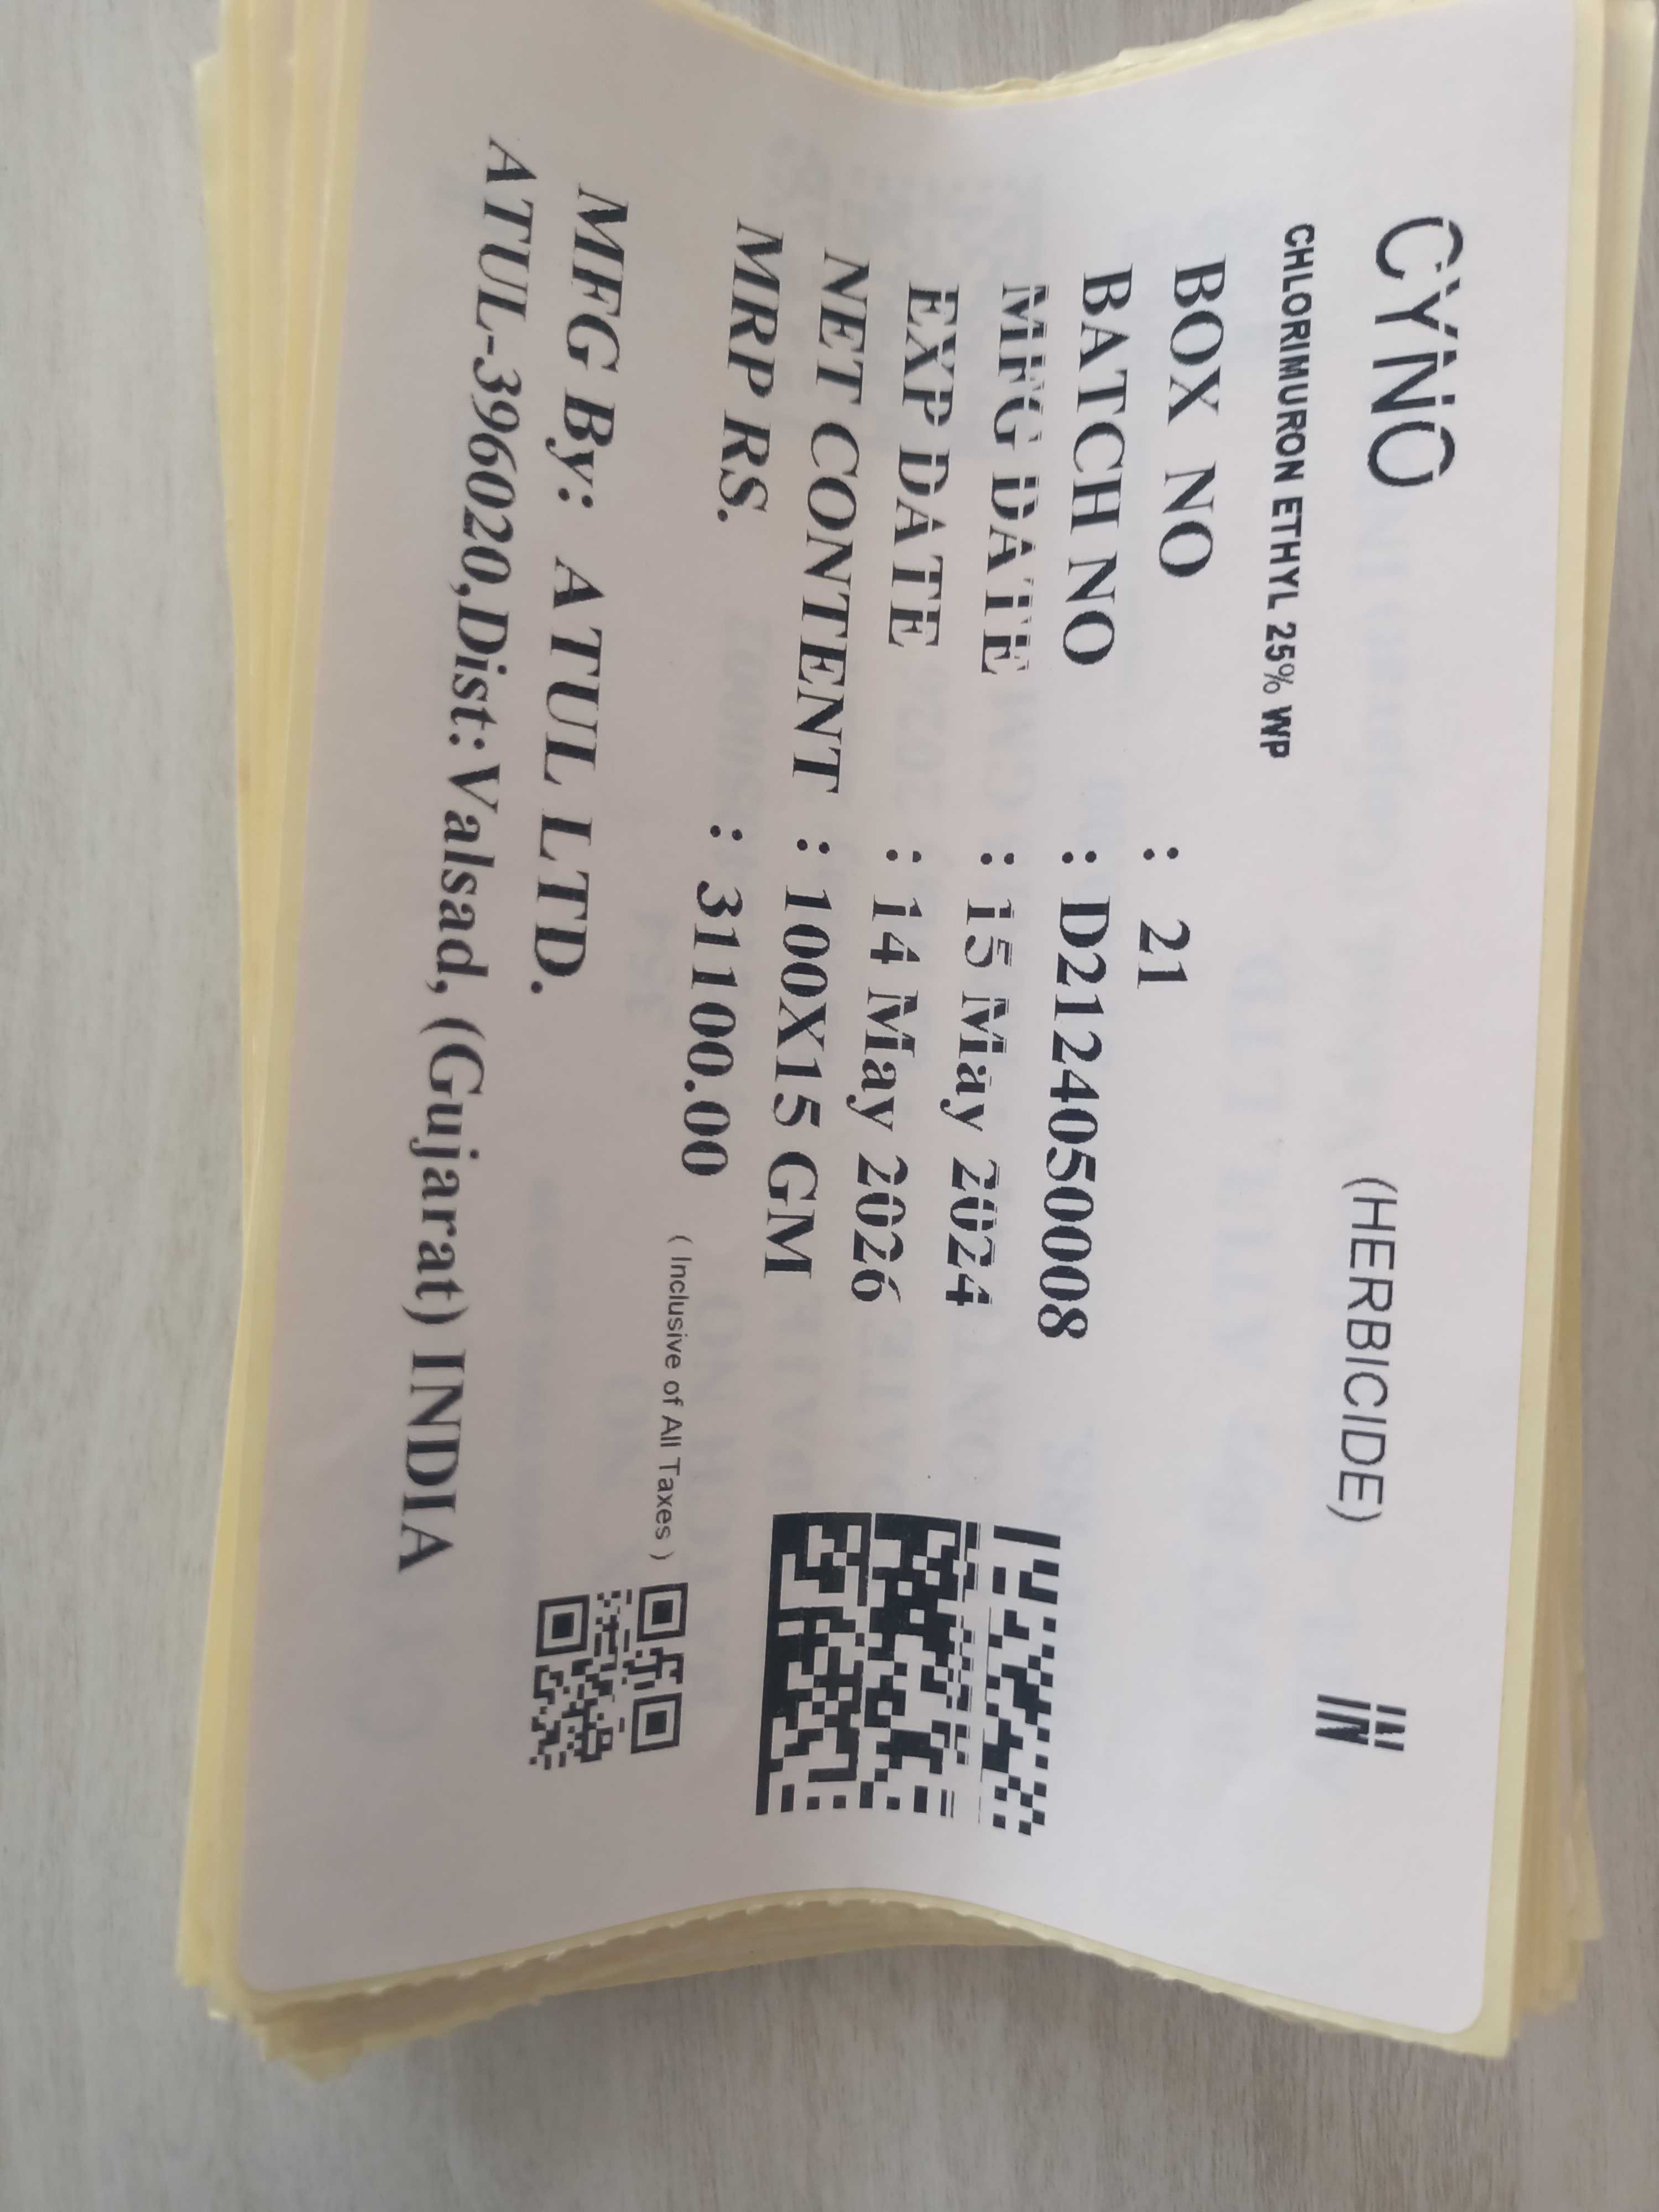 CYNO (HERBICIDE) IN
CHLORIMURON ETHYL 25% WP
BOX NO : 21
BATCH NO : D2124050008
MFG DATE : 15 May 2024
EXP DATE : 14 May 2026
NET CONTENT : 100X15 GM
MRP RS. : 31100.00 ( Inclusive of All Taxes )
MFG By: ATUL LTD.
ATUL-396020,Dist: Valsad, (Gujarat) INDIA